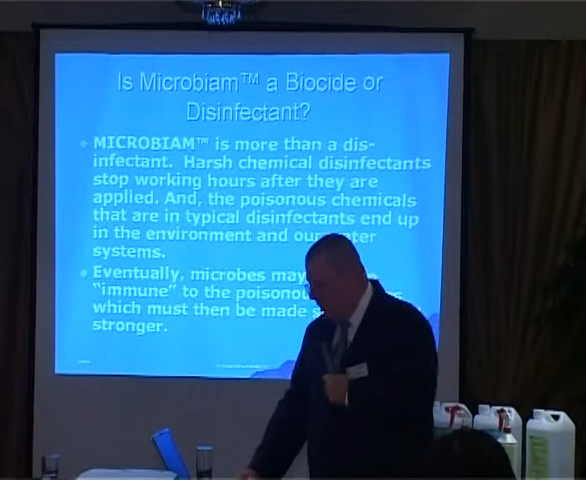 Is Microbiam™ a Biocide or
Disinfectant?
MICROBIAM™ is more than a dis-
infectant. Harsh chemical disinfectants
stop working hours after they are
applied. And, the poisonous chemicals
that are in typical disinfectants end up
in the environment and our
systems.
Eventually, microbes may
"immune" to the
which must then be made
stronger.